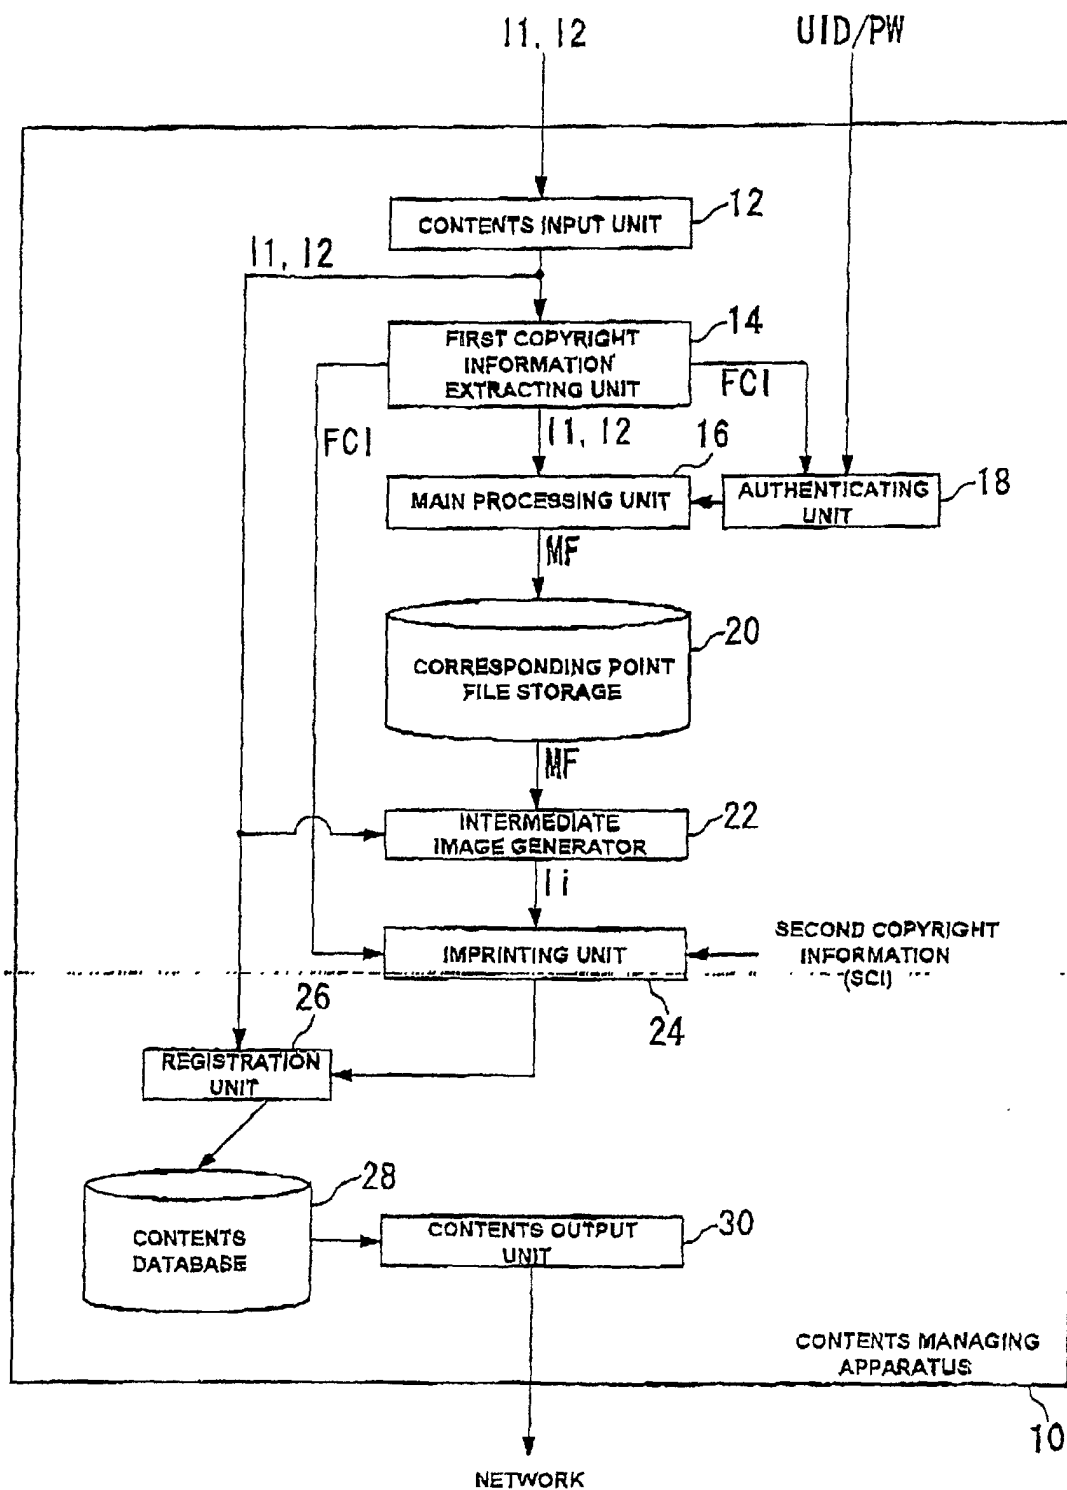 I1, I2
UID/PW
CONTENTS INPUT UNIT
12
I1, I2
FIRST COPYRIGHT
INFORMATION
EXTRACTING UNIT
14
FCI
FCI
I1, I2
16
MAIN PROCESSING UNIT
AUTHENTICATING
UNIT
18
MF
CORRESPONDING POINT
FILE STORAGE
20
MF
INTERMEDIATE
IMAGE GENERATOR
22
Ii
IMPRINTING UNIT
SECOND COPYRIGHT
INFORMATION
(SCI)
24
26
REGISTRATION
UNIT
28
CONTENTS
DATABASE
CONTENTS OUTPUT
UNIT
30
CONTENTS MANAGING
APPARATUS
10
NETWORK